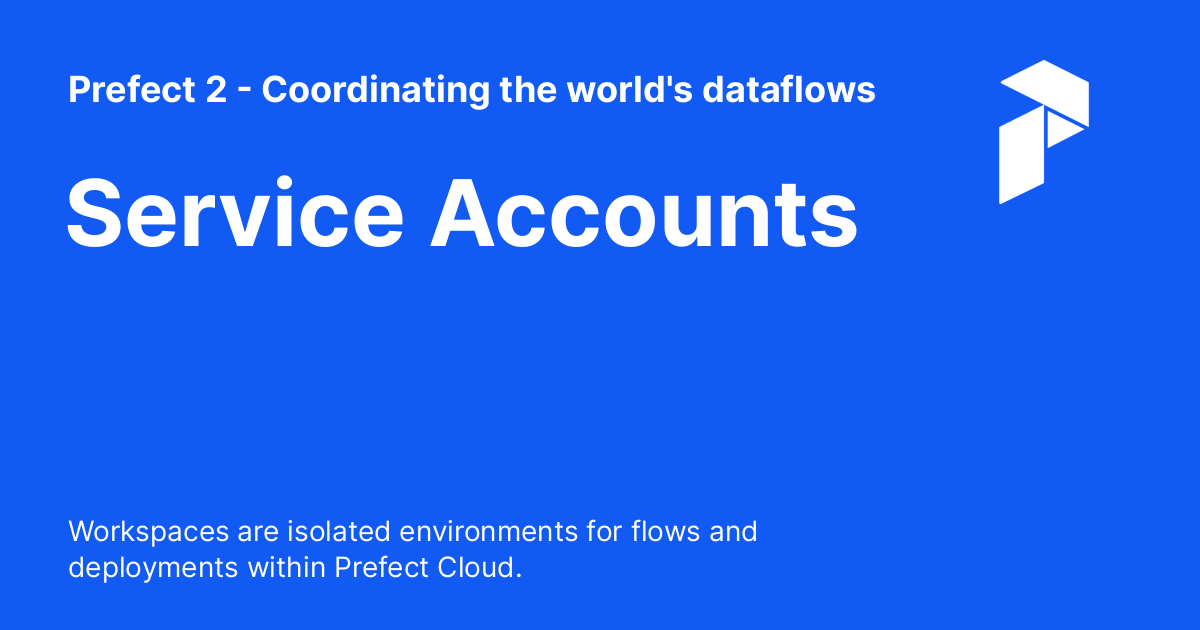 Prefect 2 - Coordinating the world's dataflows
Service Accounts
Workspaces are isolated environments for flows and
deployments within Prefect Cloud.